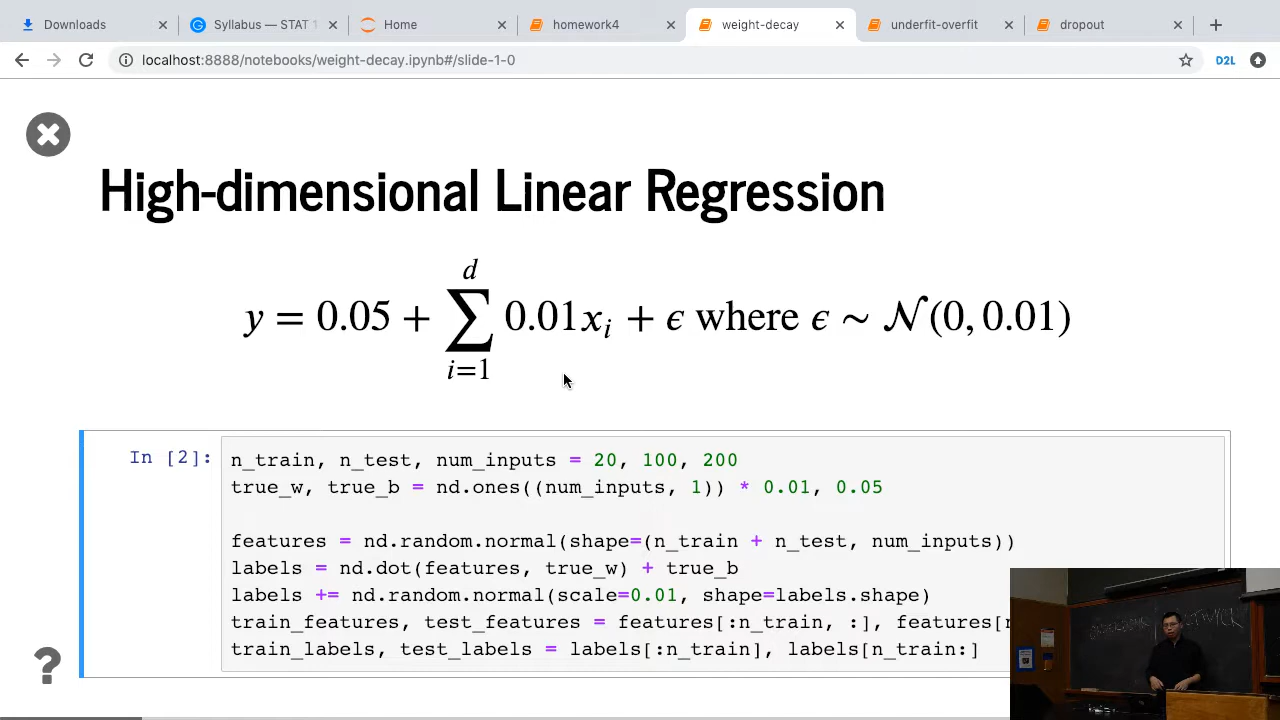 Downloads
Syllabus — STAT 1
Home
homework4
weight-decay
underfit-overfit
dropout
localhost:8888/notebooks/weight-decay.ipynb#/slide-1-0
D2L
High-dimensional Linear Regression
y = 0.05 + ∑_{i=1}^{d} 0.01x_i + ϵ where ϵ ∼ 𝒩(0, 0.01)
In [2]:
n_train, n_test, num_inputs = 20, 100, 200
true_w, true_b = nd.ones((num_inputs, 1)) * 0.01, 0.05
features = nd.random.normal(shape=(n_train + n_test, num_inputs))
labels = nd.dot(features, true_w) + true_b
labels += nd.random.normal(scale=0.01, shape=labels.shape)
train_features, test_features = features[:n_train, :], features[
train_labels, test_labels = labels[:n_train], labels[n_train:]